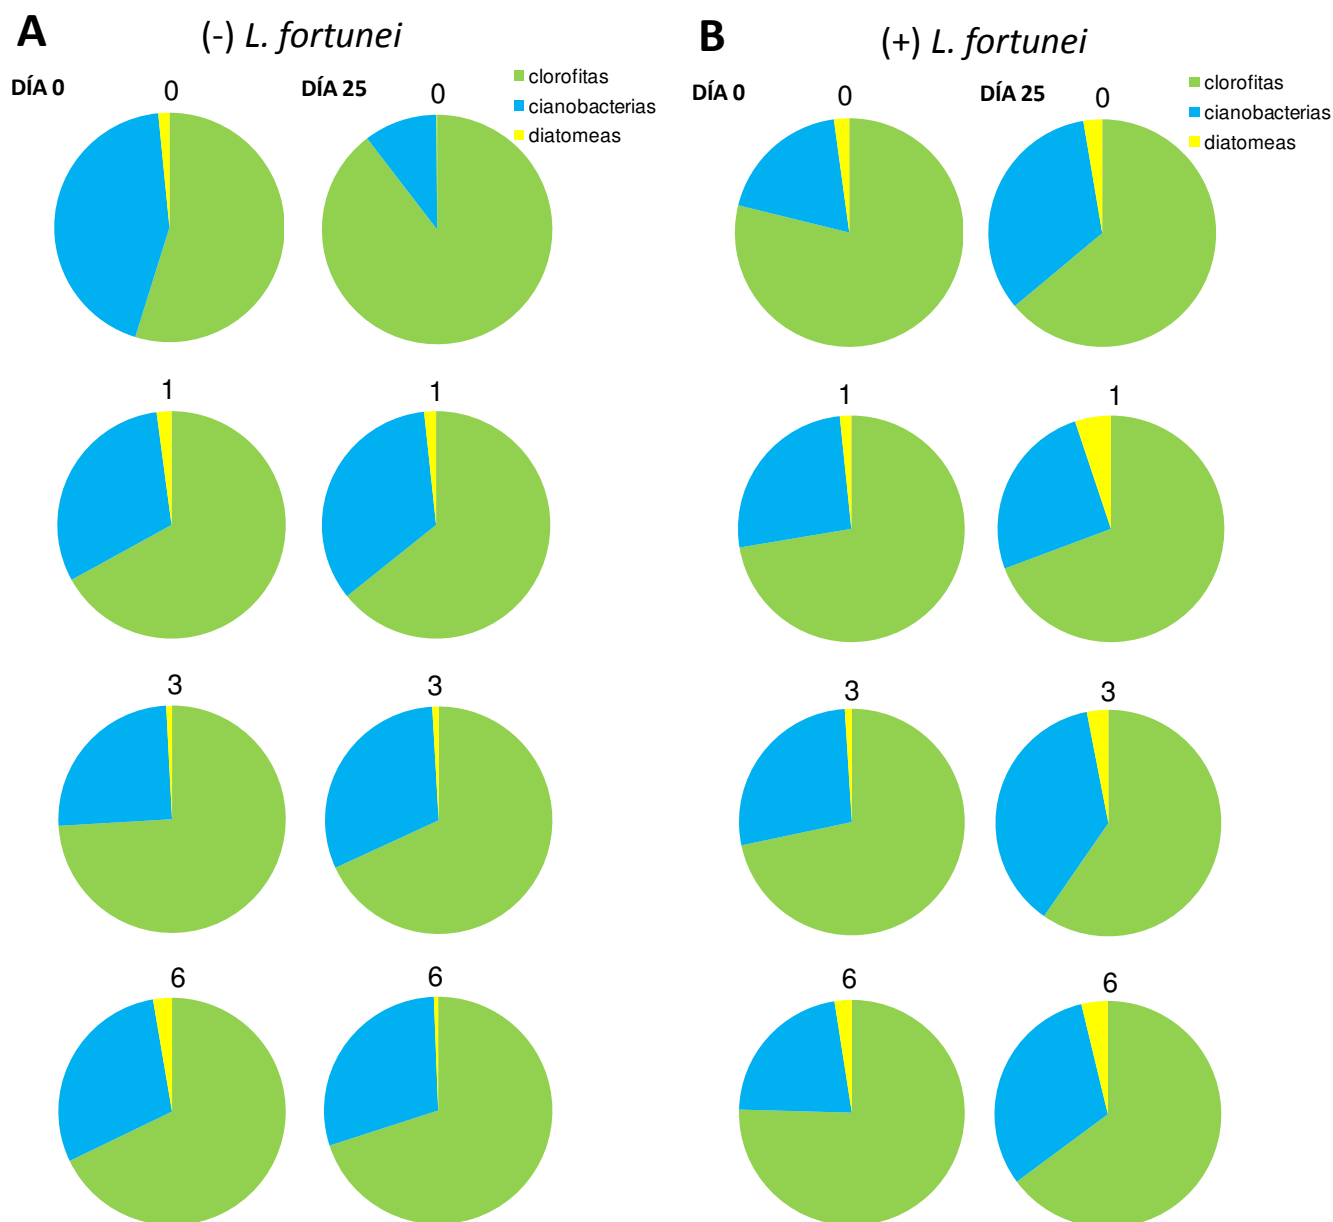 A
(-) L. fortunei
DÍA 0
0
DÍA 25
0
clorofitas
cianobacterias
diatomeas
1
1
3
3
6
6
B
(+) L. fortunei
DÍA 0
0
DÍA 25
0
clorofitas
cianobacterias
diatomeas
1
1
3
3
6
6